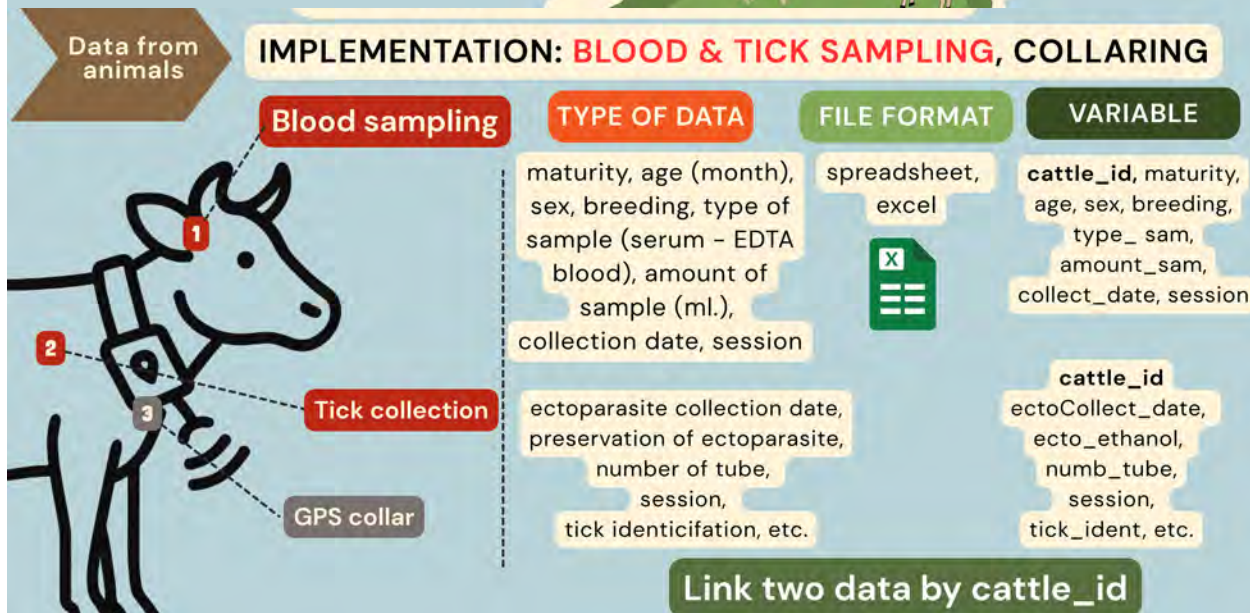 Data from
animals
IMPLEMENTATION: BLOOD & TICK SAMPLING, COLLARING
Blood sampling
TYPE OF DATA
FILE FORMAT
VARIABLE
maturity, age (month),
sex, breeding, type of
sample (serum - EDTA
blood), amount of
sample (ml.),
collection date, session
spreadsheet,
excel
X
cattle_id, maturity,
age, sex, breeding,
type_ sam,
amount_sam,
collect_date, session
1
2
3
Tick collection
GPS collar
ectoparasite collection date,
preservation of ectoparasite,
number of tube,
session,
tick identicifation, etc.
cattle_id
ectoCollect_date,
ecto_ethanol,
numb_tube,
session,
tick_ident, etc.
Link two data by cattle_id